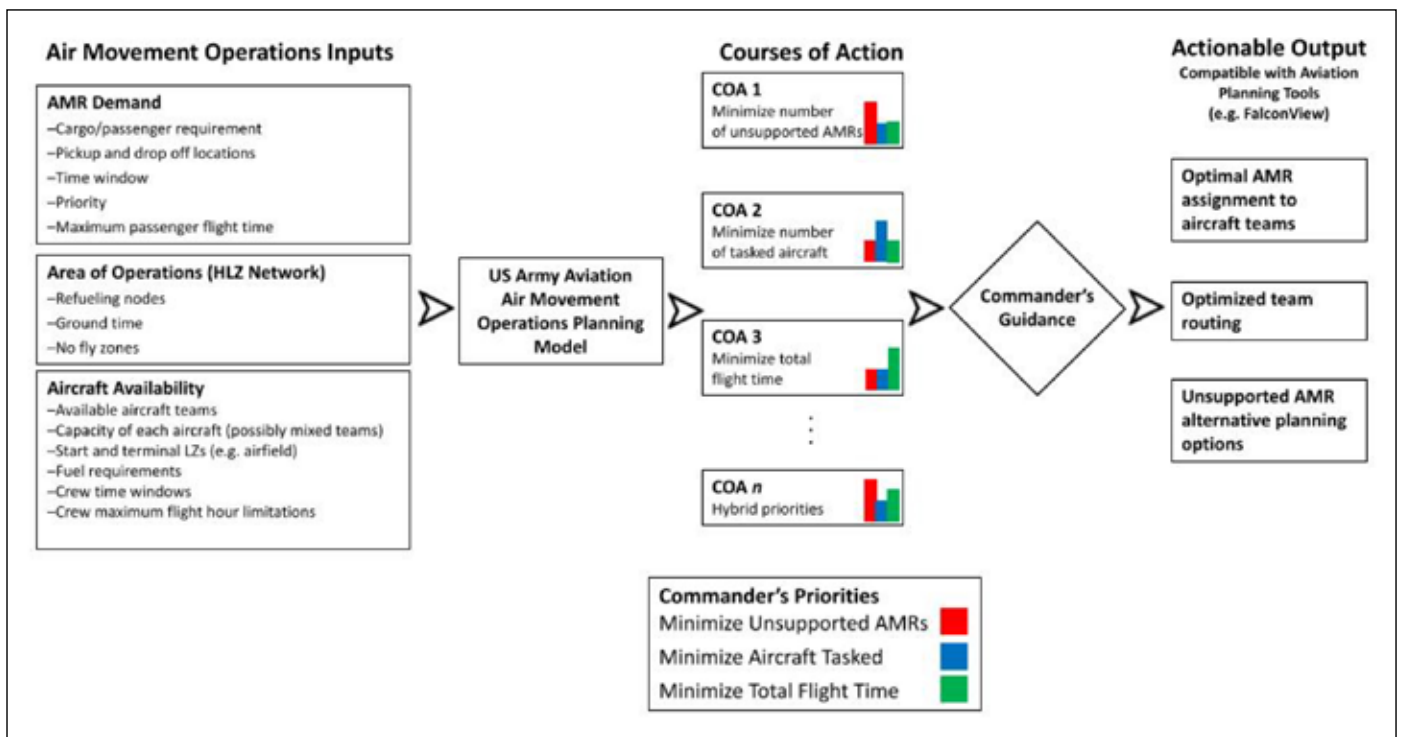 Air Movement Operations Inputs
AMR Demand
–Cargo/passenger requirement
–Pickup and drop off locations
–Time window
–Priority
–Maximum passenger flight time
Area of Operations (HLZ Network)
–Refueling nodes
–Ground time
–No fly zones
Aircraft Availability
–Available aircraft teams
–Capacity of each aircraft (possibly mixed teams)
–Start and terminal LZs (e.g. airfield)
–Fuel requirements
–Crew time windows
–Crew maximum flight hour limitations
US Army Aviation
Air Movement
Operations Planning
Model
Courses of Action
COA 1
Minimize number
of unsupported AMRs
COA 2
Minimize number
of tasked aircraft
COA 3
Minimize total
flight time
COA n
Hybrid priorities
Commander's Priorities
Minimize Unsupported AMRs
Minimize Aircraft Tasked
Minimize Total Flight Time
Commander's
Guidance
Actionable Output
Compatible with Aviation
Planning Tools
(e.g. FalconView)
Optimal AMR
assignment to
aircraft teams
Optimized team
routing
Unsupported AMR
alternative planning
options